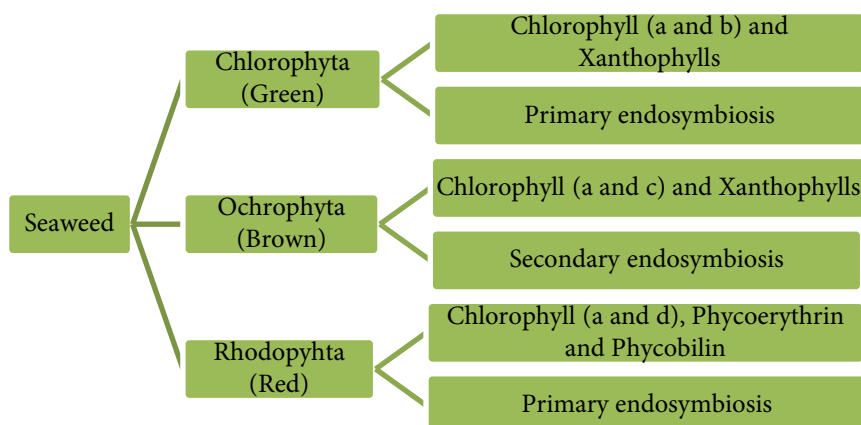 Seaweed
Chlorophyta
(Green)
Chlorophyll (a and b) and
Xanthophylls
Primary endosymbiosis
Ochrophyta
(Brown)
Chlorophyll (a and c) and Xanthophylls
Secondary endosymbiosis
Rhodopyhta
(Red)
Chlorophyll (a and d), Phycoerythrin
and Phycobilin
Primary endosymbiosis